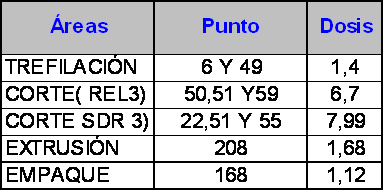 Áreas Punto Dosis
TREFILACIÓN 6 Y 49 1,4
CORTE( REL3) 50,51 Y59 6,7
CORTE SDR 3) 22,51 Y 55 7,99
EXTRUSIÓN 208 1,68
EMPAQUE 168 1,12